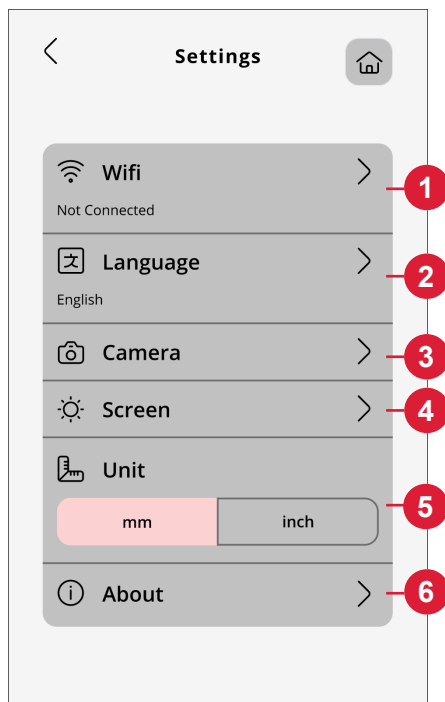 Settings
Wifi
1
Not Connected
Language
2
English
Camera
3
Screen
4
Unit
mm inch
5
About
6